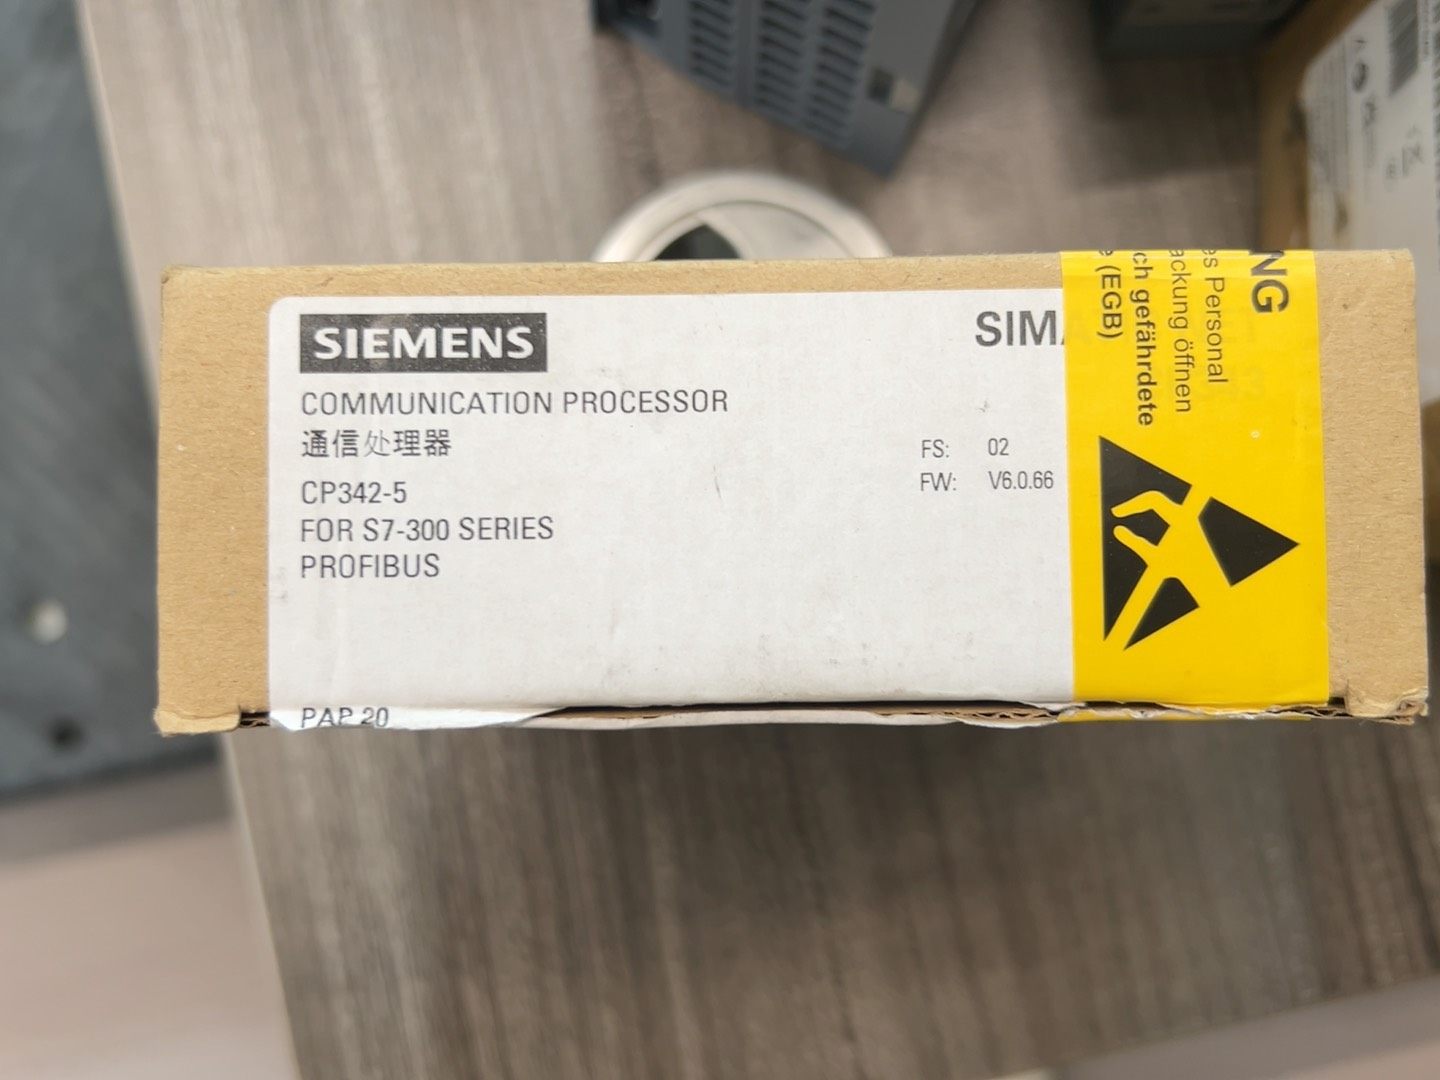 SIEMENS
SIMA
COMMUNICATION PROCESSOR
通信处理器
FS: 02
FW: V6.0.66
CP342-5
FOR S7-300 SERIES
PROFIBUS
PAP 20
NG
es Personal
ackung öffnen
ch gefährdete
e (EGB)